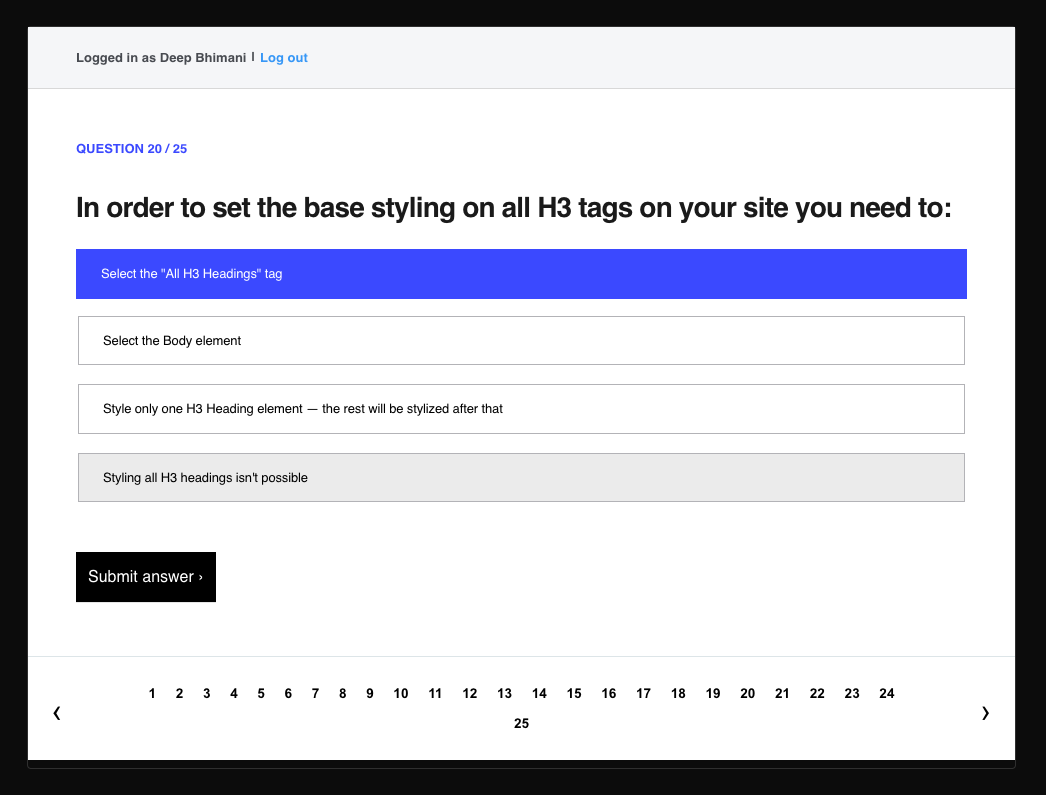 Logged in as Deep Bhimani | Log out
QUESTION 20 / 25
In order to set the base styling on all H3 tags on your site you need to:
Select the "All H3 Headings" tag
Select the Body element
Style only one H3 Heading element — the rest will be stylized after that
Styling all H3 headings isn't possible
Submit answer ›
‹ 1 2 3 4 5 6 7 8 9 10 11 12 13 14 15 16 17 18 19 20 21 22 23 24 ›
25